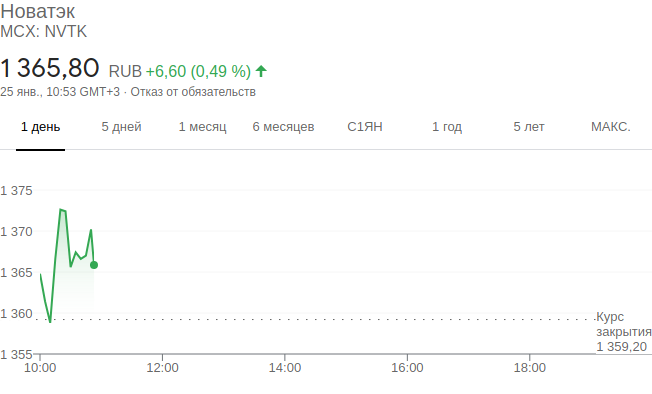 Новатэк
MCX: NVTK
1 365,80 RUB +6,60 (0,49 %)
25 янв., 10:53 GMT+3 · Отказ от обязательств
1 день 5 дней 1 месяц 6 месяцев С1ЯН 1 год 5 лет МАКС.
1 375
1 370
1 365
1 360
Курс
закрытия
1 359,20
1 355
10:00 12:00 14:00 16:00 18:00